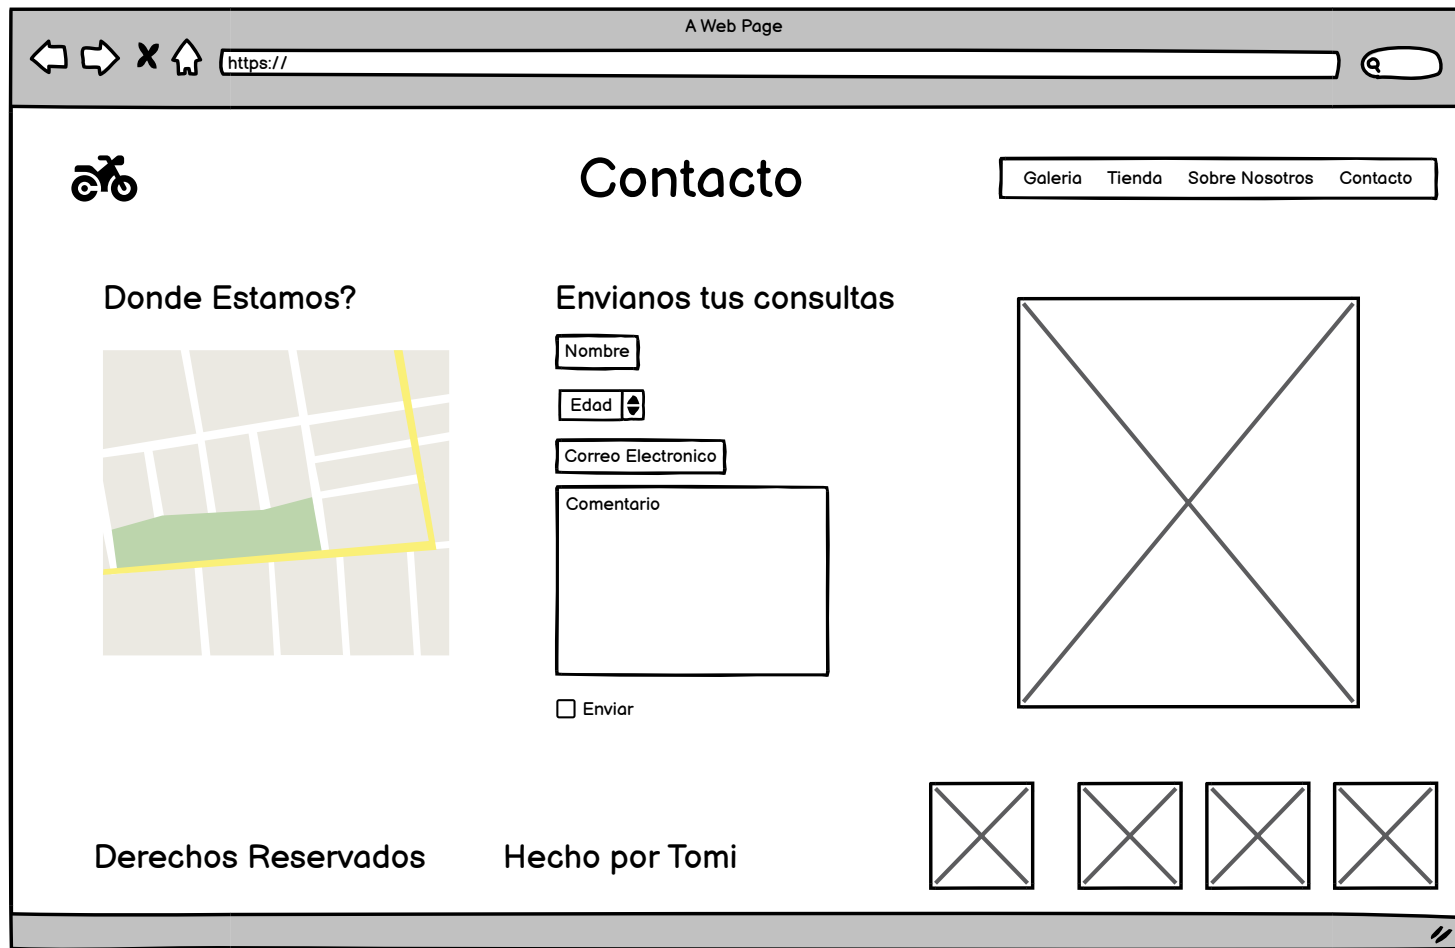 A Web Page
https://
Contacto
Galeria Tienda Sobre Nosotros Contacto
Donde Estamos?
Envianos tus consultas
Nombre
Edad
Correo Electronico
Comentario
Enviar
Derechos Reservados
Hecho por Tomi